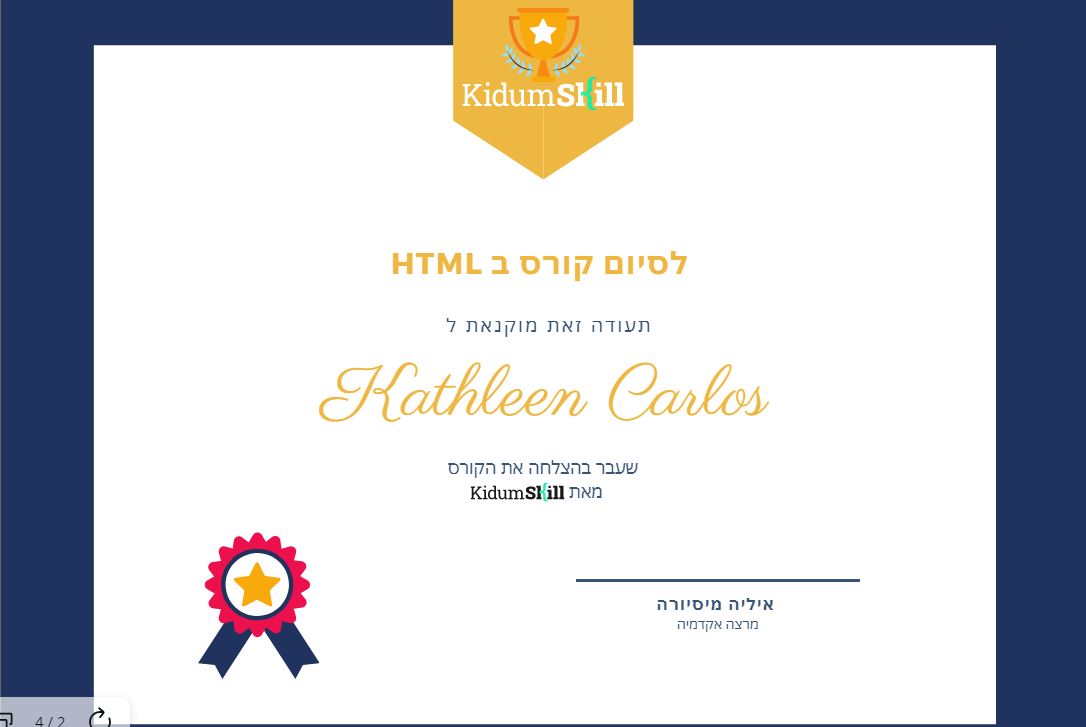 KidumSkill
לסיום קורס ב HTML
תעודה זאת מוקנאת ל
Kathleen Carlos
שעבר בהצלחה את הקורס
מאת KidumSkill
איליה מיסיורה
מרצה אקדמיה
4 / 2